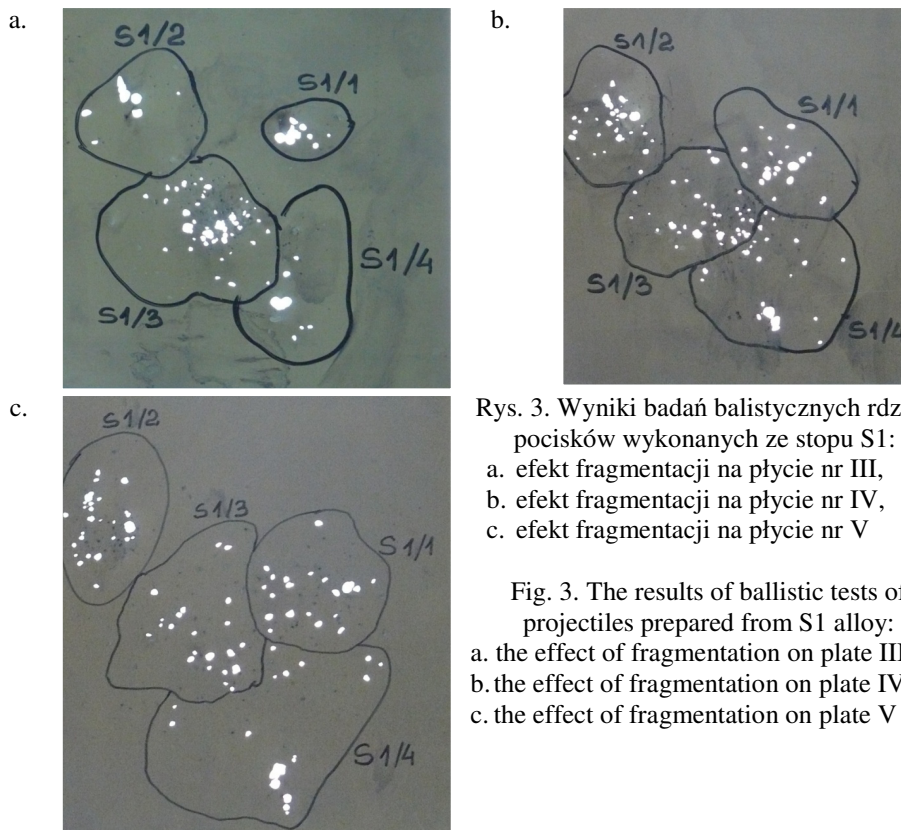 a.
S1/2
S1/1
S1/3
S1/4
b.
S1/2
S1/1
S1/3
S1/4
c.
S1/2
S1/3
S1/1
S1/4
Rys. 3. Wyniki badań balistycznych
pocisków wykonanych ze stopu S1:
a. efekt fragmentacji na płycie nr III,
b. efekt fragmentacji na płycie nr IV,
c. efekt fragmentacji na płycie nr V
Fig. 3. The results of ballistic tests of
projectiles prepared from S1 alloy:
a. the effect of fragmentation on plate III
b. the effect of fragmentation on plate IV
c. the effect of fragmentation on plate V